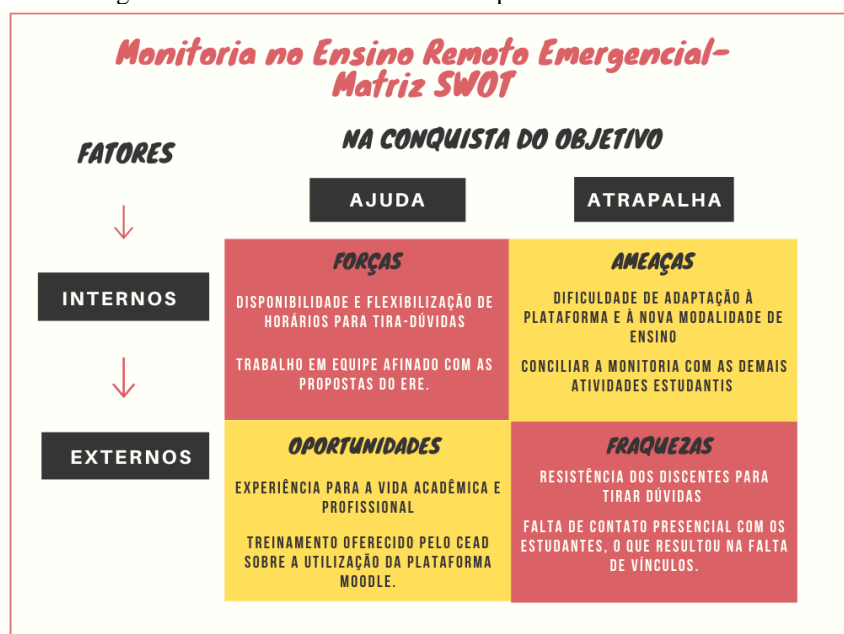 Monitoria no Ensino Remoto Emergencial-
Matriz SWOT
FATORES
NA CONQUISTA DO OBJETIVO
AJUDA
ATRAPALHA
INTERNOS
FORÇAS
DISPONIBILIDADE E FLEXIBILIZAÇÃO DE
HORÁRIOS PARA TIRA-DÚVIDAS
TRABALHO EM EQUIPE AFINADO COM AS
PROPOSTAS DO ERE.
AMEAÇAS
DIFICULDADE DE ADAPTAÇÃO À
PLATAFORMA E À NOVA MODALIDADE DE
ENSINO
CONCILIAR A MONITORIA COM AS DEMAIS
ATIVIDADES ESTUDANTIS
EXTERNOS
OPORTUNIDADES
EXPERIÊNCIA PARA A VIDA ACADÊMICA E
PROFISSIONAL
TREINAMENTO OFERECIDO PELO CEAD
SOBRE A UTILIZAÇÃO DA PLATAFORMA
MOODLE.
FRAQUEZAS
RESISTÊNCIA DOS DISCENTES PARA
TIRAR DÚVIDAS
FALTA DE CONTATO PRESENCIAL COM OS
ESTUDANTES, O QUE RESULTOU NA FALTA
DE VÍNCULOS.